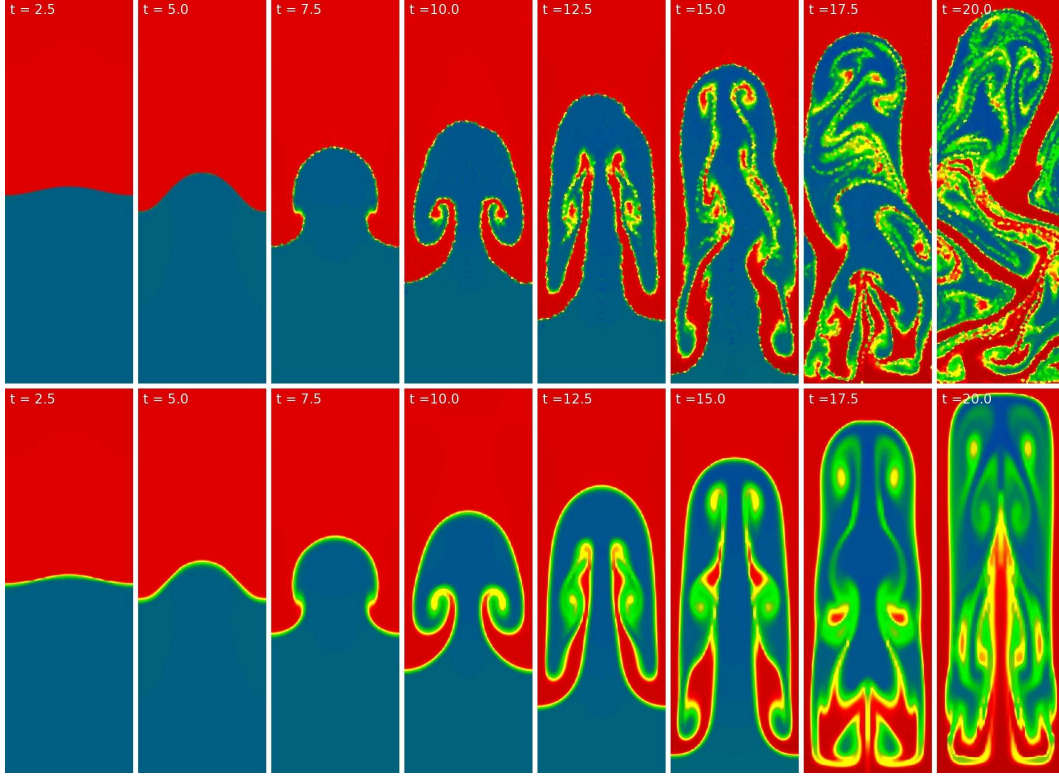 t = 2.5
t = 5.0
t = 7.5
t =10.0
t =12.5
t =15.0
t =17.5
t =20.0
t = 2.5
t = 5.0
t = 7.5
t =10.0
t =12.5
t =15.0
t =17.5
t =20.0